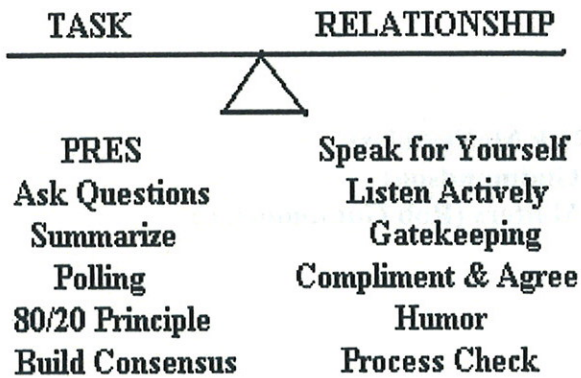 TASK RELATIONSHIP
PRES Speak for Yourself
Ask Questions Listen Actively
Summarize Gatekeeping
Polling Compliment & Agree
80/20 Principle Humor
Build Consensus Process Check